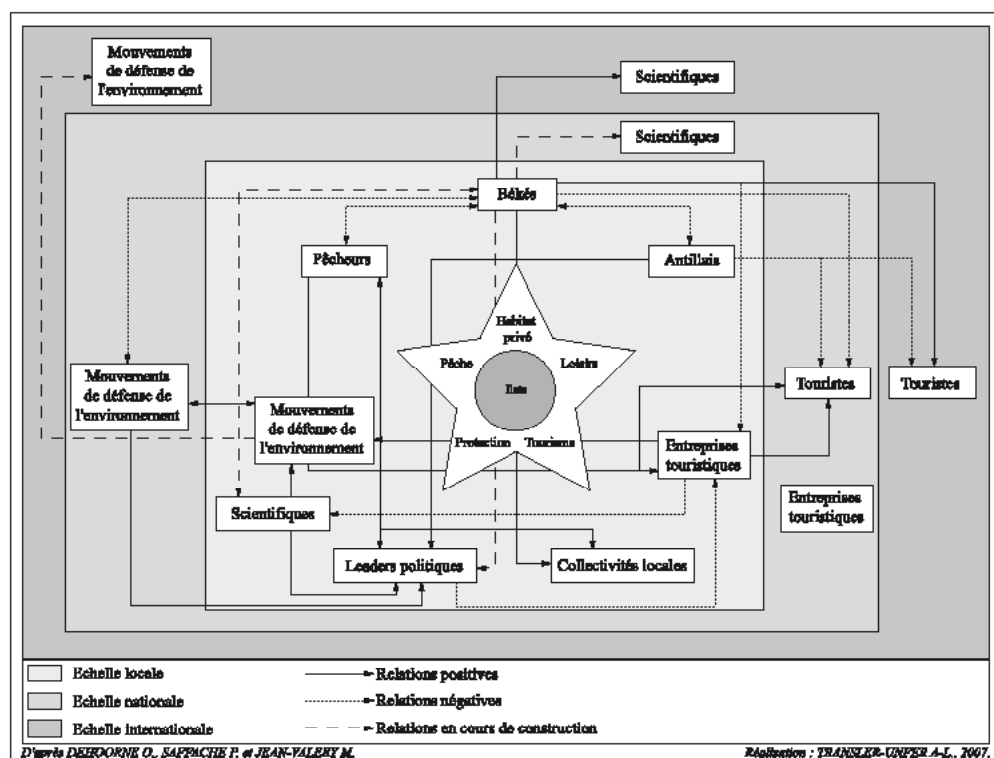 Mouvements
de défense de
l'environnement
Scientifiques
Scientifiques
Békés
Pêcheurs
Antillais
Habitat
privé
Pêche
Loisirs
Ilets
Protection
Tourisme
Mouvements
de défense de
l'environnement
Mouvements
de défense de
l'environnement
Touristes
Touristes
Entreprises
touristiques
Entreprises
touristiques
Scientifiques
Leaders politiques
Collectivités locales
Echelle locale
Relations positives
Echelle nationale
Relations négatives
Echelle internationale
Relations en cours de construction
D'après DEHOORNE O., SAFFACHE P. et JEAN-VALERY M.
Réalisation : TRANSLER-UNFER A-L., 2007.